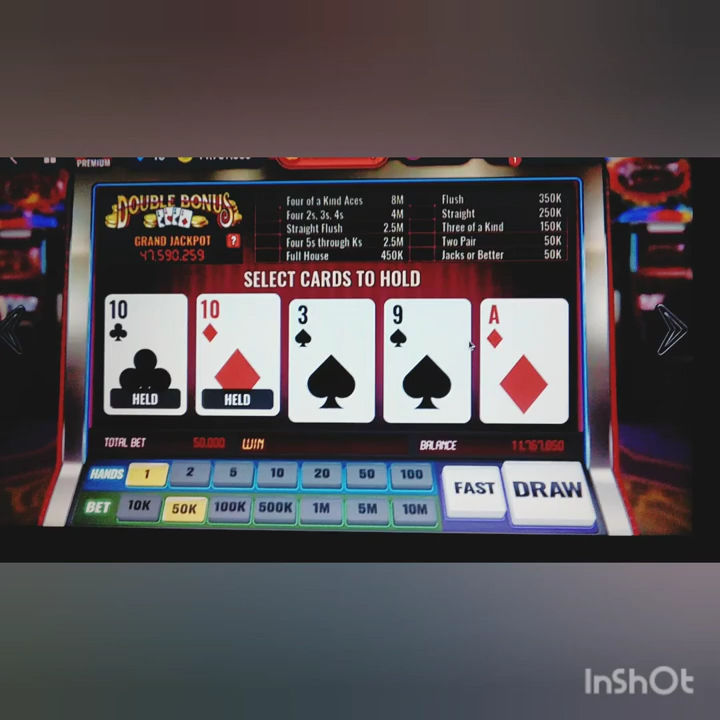 PREMIUM
DOUBLE BONUS
GRAND JACKPOT ?
47,590,259
Four of a Kind Aces 8M
Four 2s, 3s, 4s 4M
Straight Flush 2.5M
Four 5s through Ks 2.5M
Full House 450K
Flush 350K
Straight 250K
Three of a Kind 150K
Two Pair 50K
Jacks or Better 50K
SELECT CARDS TO HOLD
10 10 3 9 A
HELD HELD
TOTAL BET 50,000 WIN BALANCE 11,767,850
HANDS 1 2 5 10 20 50 100
BET 10K 50K 100K 500K 1M 5M 10M
FAST DRAW
InShOt